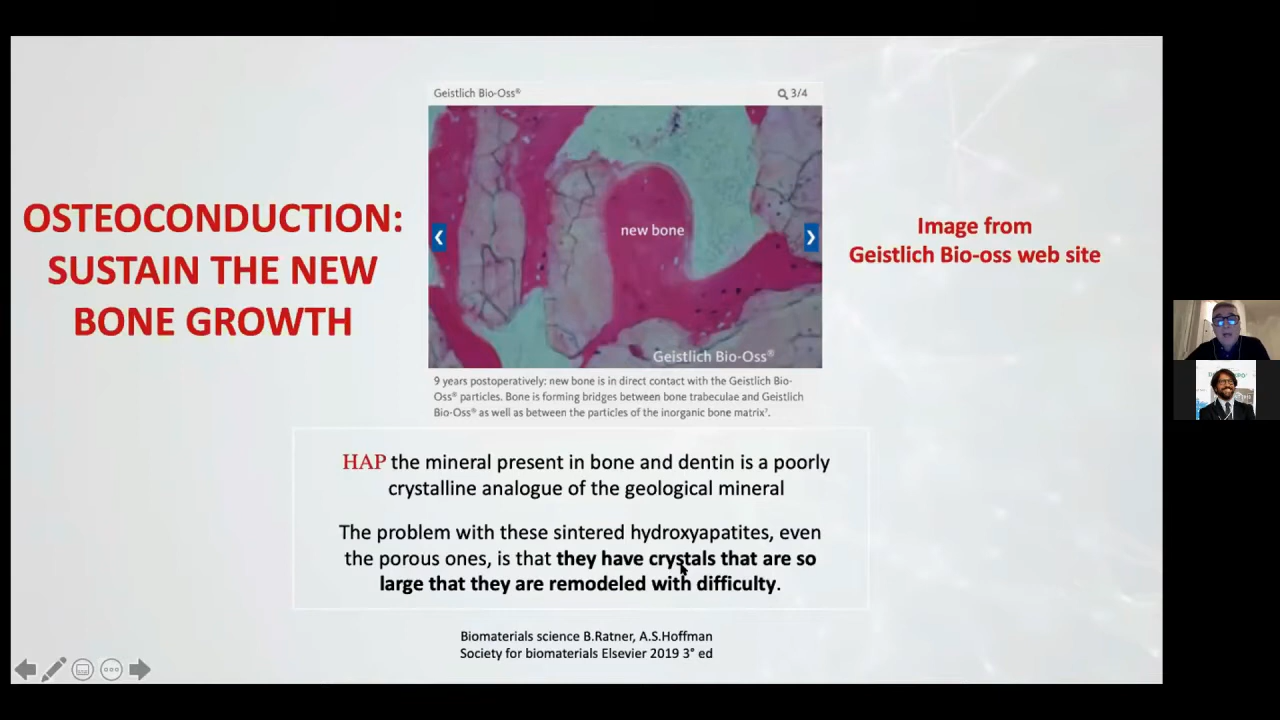 Geistlich Bio-Oss®
3/4
OSTEOCONDUCTION:
SUSTAIN THE NEW
BONE GROWTH
new bone
Geistlich Bio-Oss®
Image from
Geistlich Bio-oss web site
9 years postoperatively: new bone is in direct contact with the Geistlich Bio-
Oss® particles. Bone is forming bridges between bone trabeculae and Geistlich
Bio-Oss® as well as between the particles of the inorganic bone matrix⁷.
HAP the mineral present in bone and dentin is a poorly
crystalline analogue of the geological mineral
The problem with these sintered hydroxyapatites, even
the porous ones, is that they have crystals that are so
large that they are remodeled with difficulty.
Biomaterials science B.Ratner, A.S.Hoffman
Society for biomaterials Elsevier 2019 3° ed